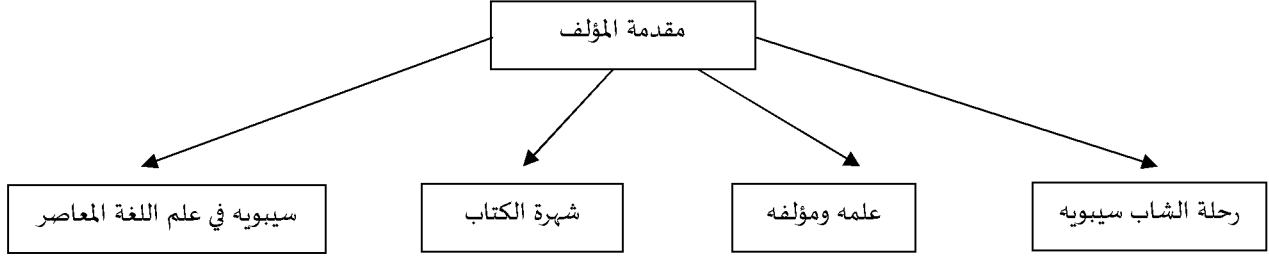 مقدمة المؤلف
رحلة الشاب سيبويه
علمه ومؤلفه
شهرة الكتاب
سيبويه في علم اللغة المعاصر